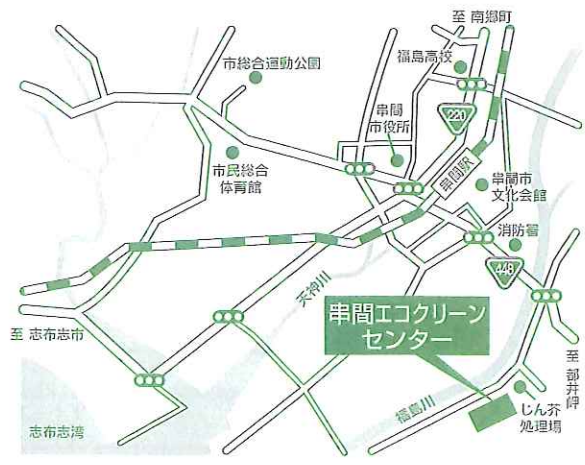 至 南郷町
福島高校
市総合運動公園
220
串間
市役所
串間駅
市民総合
体育館
串間市
文化会館
消防署
448
天神川
串間エコクリーン
センター
至 志布志市
至 都井岬
福島川
じん芥
処理場
志布志湾